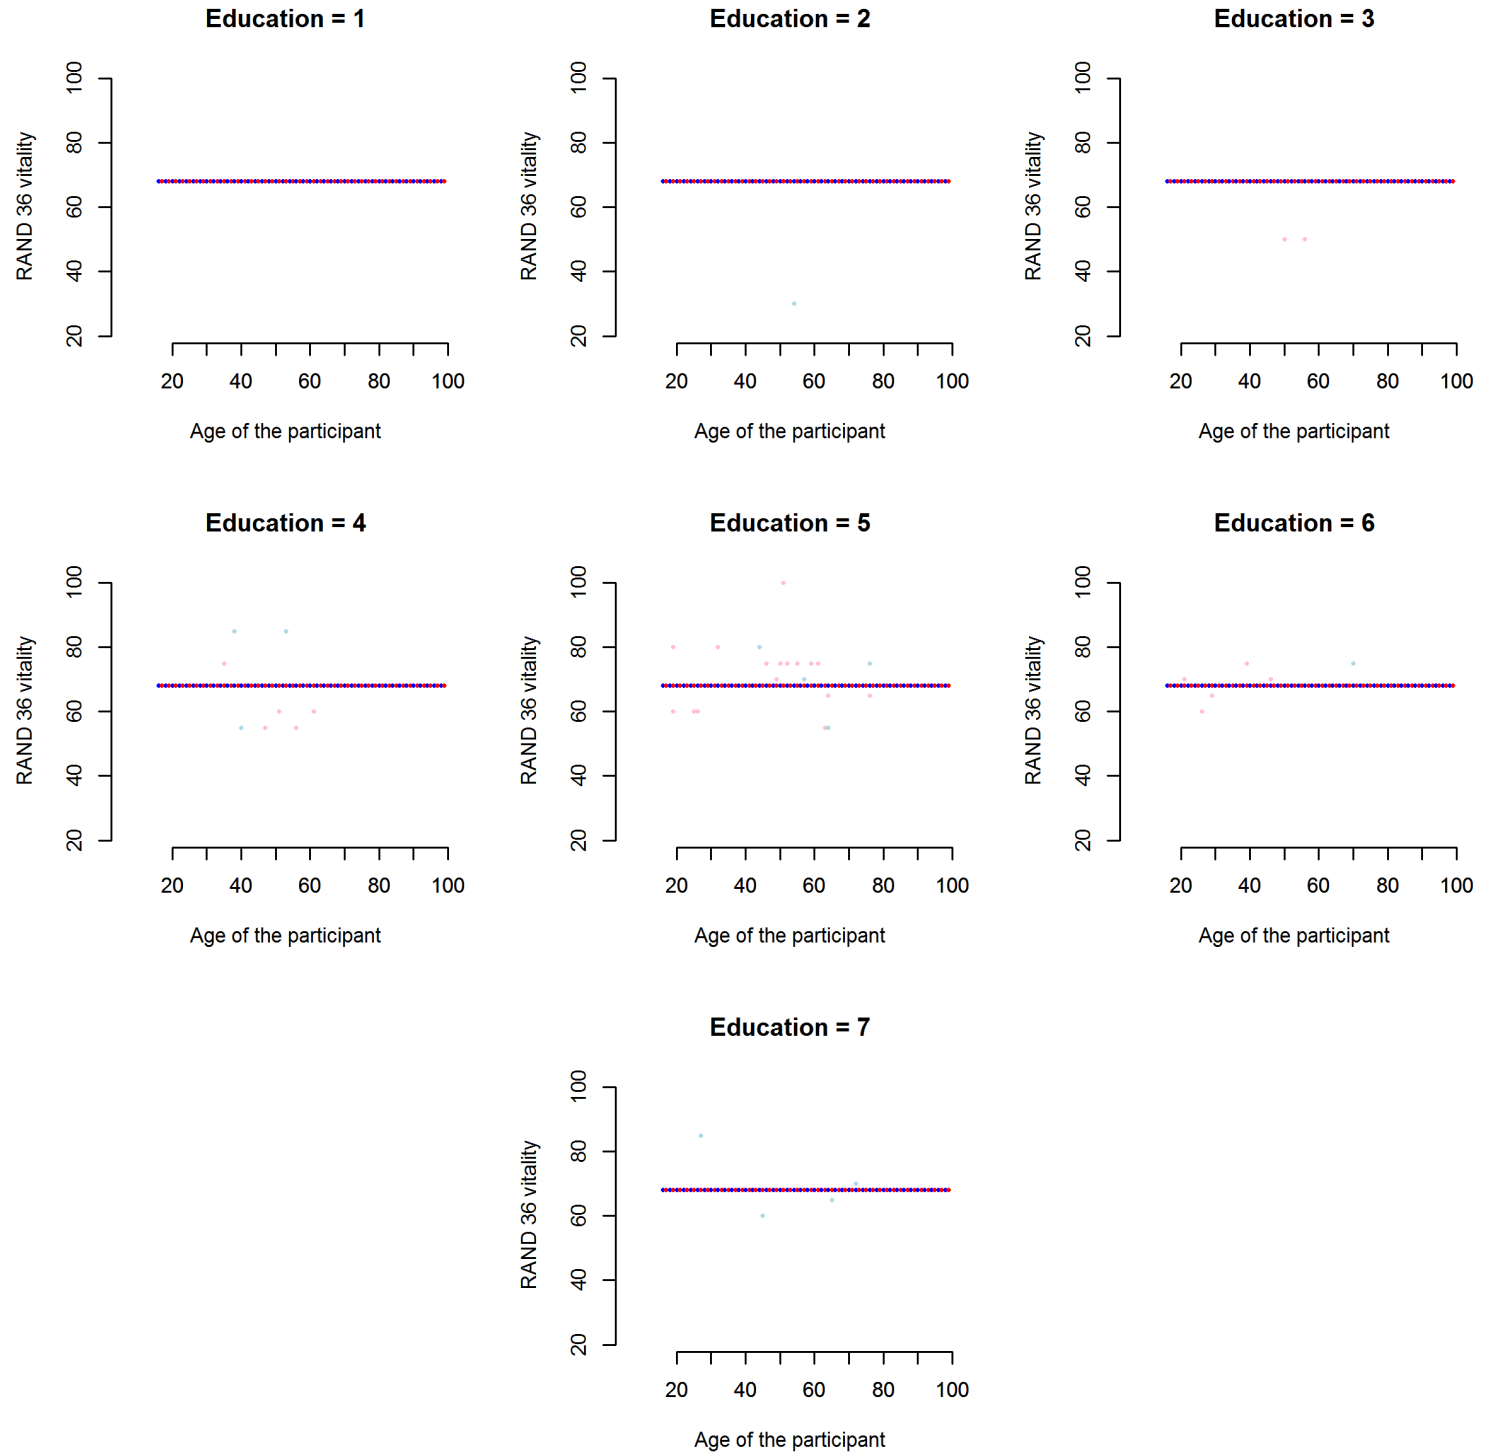 Education = 1
RAND 36 vitality
20 40 60 80 100
20 40 60 80 100
Age of the participant
Education = 2
RAND 36 vitality
20 40 60 80 100
20 40 60 80 100
Age of the participant
Education = 3
RAND 36 vitality
20 40 60 80 100
20 40 60 80 100
Age of the participant
Education = 4
RAND 36 vitality
20 40 60 80 100
20 40 60 80 100
Age of the participant
Education = 5
RAND 36 vitality
20 40 60 80 100
20 40 60 80 100
Age of the participant
Education = 6
RAND 36 vitality
20 40 60 80 100
20 40 60 80 100
Age of the participant
Education = 7
RAND 36 vitality
20 40 60 80 100
20 40 60 80 100
Age of the participant